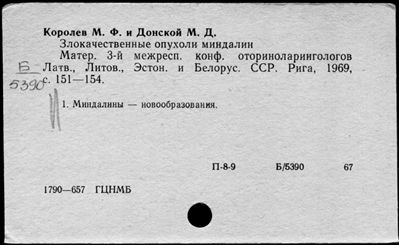 Королев М. Ф. и Донской М. Д.
Злокачественные опухоли миндалин
Матер. 3-й межресп. конф. оториноларингологов
Латв., Литов., Эстон. и Белорус. ССР. Рига, 1969,
с. 151—154.
Б
5390
1. Миндалины — новообразования.
П-8-9 Б/5390 67
1790—657 ГЦНМБ